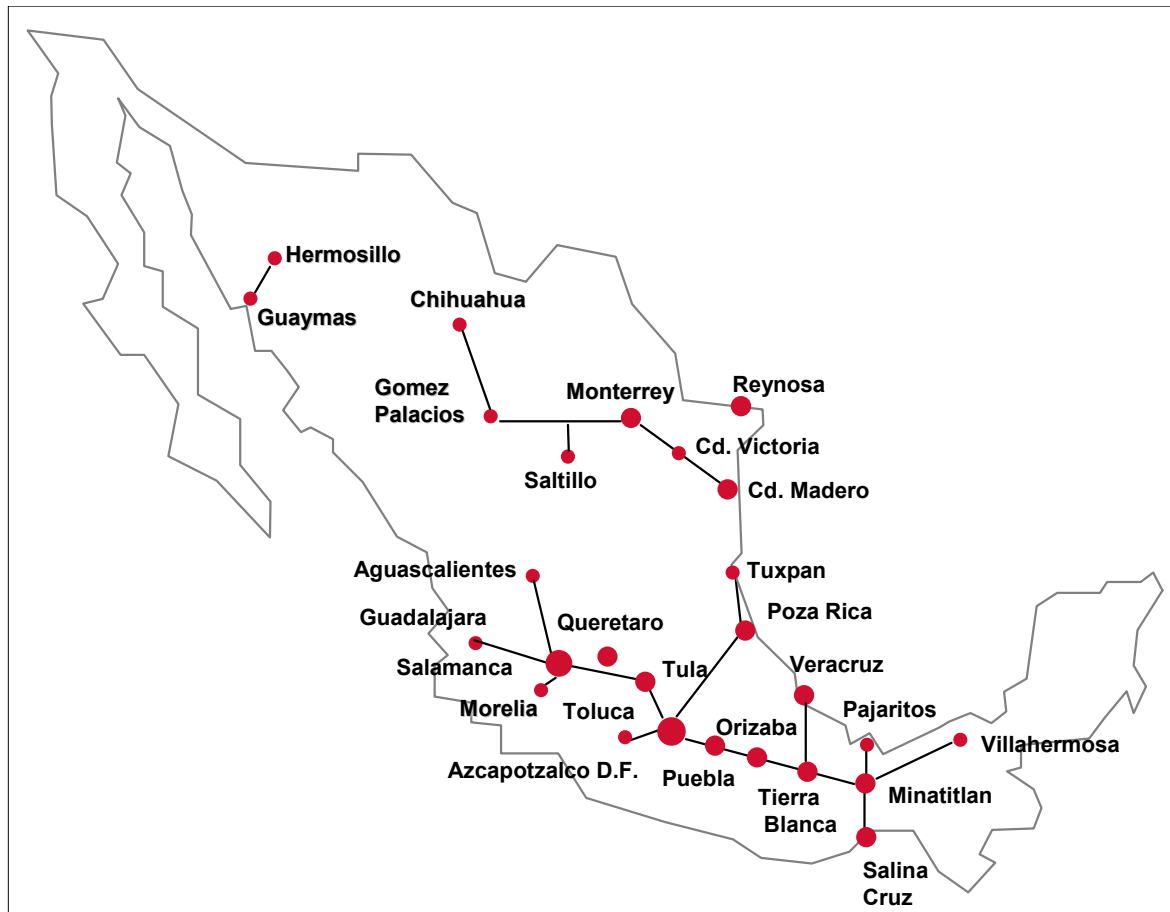 Hermosillo
Guaymas
Chihuahua
Gomez
Palacios
Monterrey
Reynosa
Cd. Victoria
Saltillo
Cd. Madero
Aguascalientes
Tuxpan
Guadalajara
Queretaro
Poza Rica
Salamanca
Tula
Veracruz
Morelia
Toluca
Orizaba
Pajaritos
Villahermosa
Azcapotzalco D.F.
Puebla
Tierra
Blanca
Minatitlan
Salina
Cruz